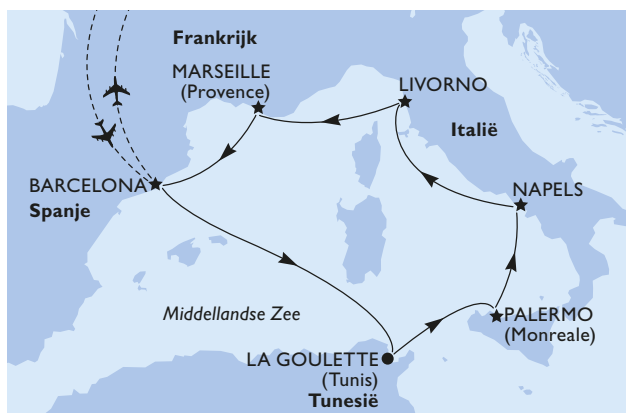 Frankrijk
MARSEILLE
(Provence)
LIVORNO
Italië
BARCELONA
Spanje
NAPELS
Middellandse Zee
PALERMO
(Monreale)
LA GOULETTE
(Tunis)
Tunesië